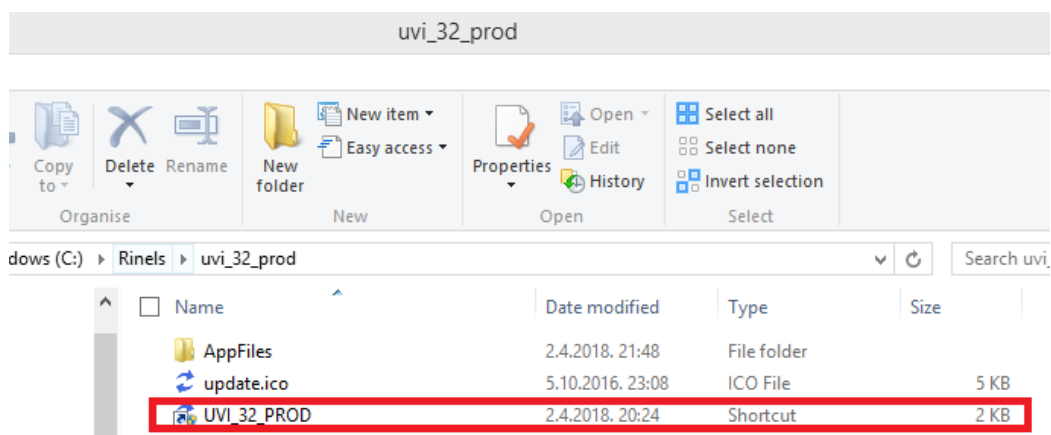 uvi_32_prod
Copy to
Delete
Rename
New folder
New item
Easy access
Properties
Open
Edit
History
Select all
Select none
Invert selection
Organise
New
Open
Select
dows (C:) Rinels uvi_32_prod
Search uvi_
Name Date modified Type Size
AppFiles 2.4.2018. 21:48 File folder
update.ico 5.10.2016. 23:08 ICO File 5 KB
UVI_32_PROD 2.4.2018. 20:24 Shortcut 2 KB